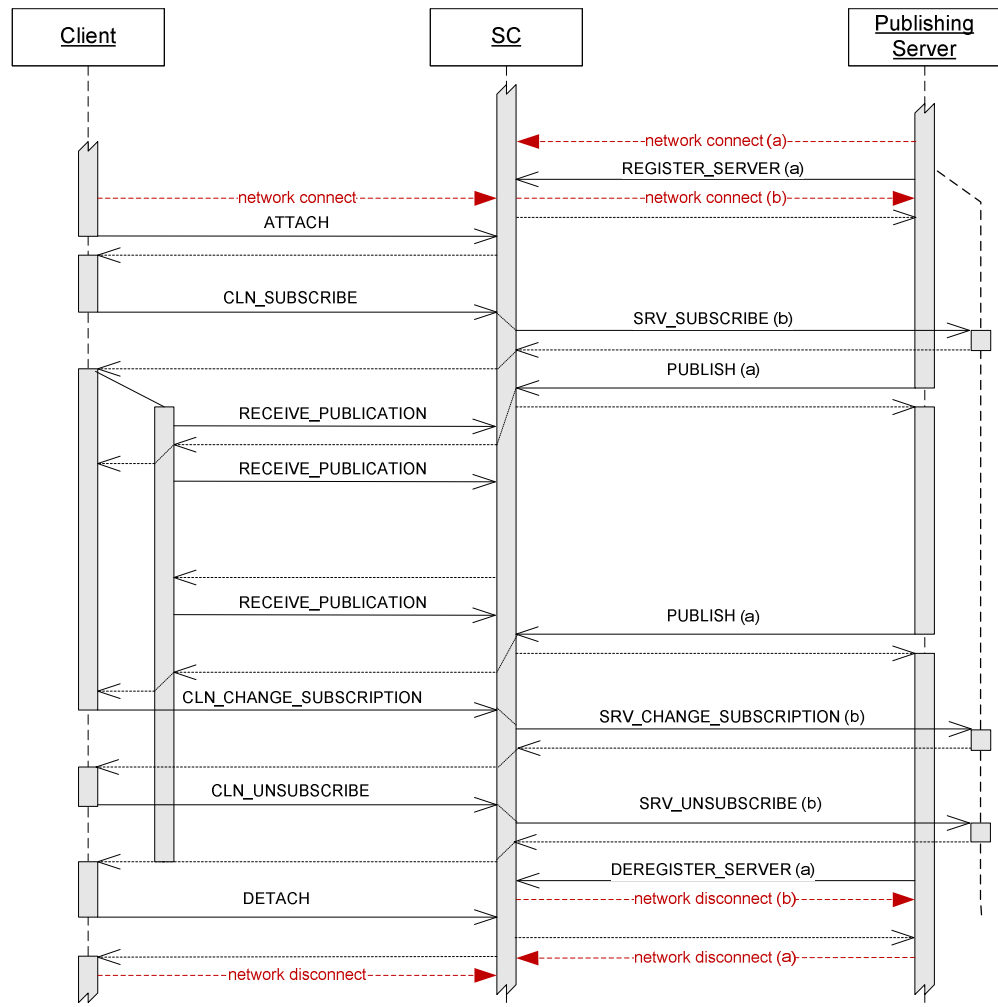 Client
SC
Publishing
Server
network connect (a)
REGISTER_SERVER (a)
network connect
network connect (b)
ATTACH
CLN_SUBSCRIBE
SRV_SUBSCRIBE (b)
PUBLISH (a)
RECEIVE_PUBLICATION
RECEIVE_PUBLICATION
RECEIVE_PUBLICATION
PUBLISH (a)
CLN_CHANGE_SUBSCRIPTION
SRV_CHANGE_SUBSCRIPTION (b)
CLN_UNSUBSCRIBE
SRV_UNSUBSCRIBE (b)
DEREGISTER_SERVER (a)
DETACH
network disconnect (b)
network disconnect (a)
network disconnect